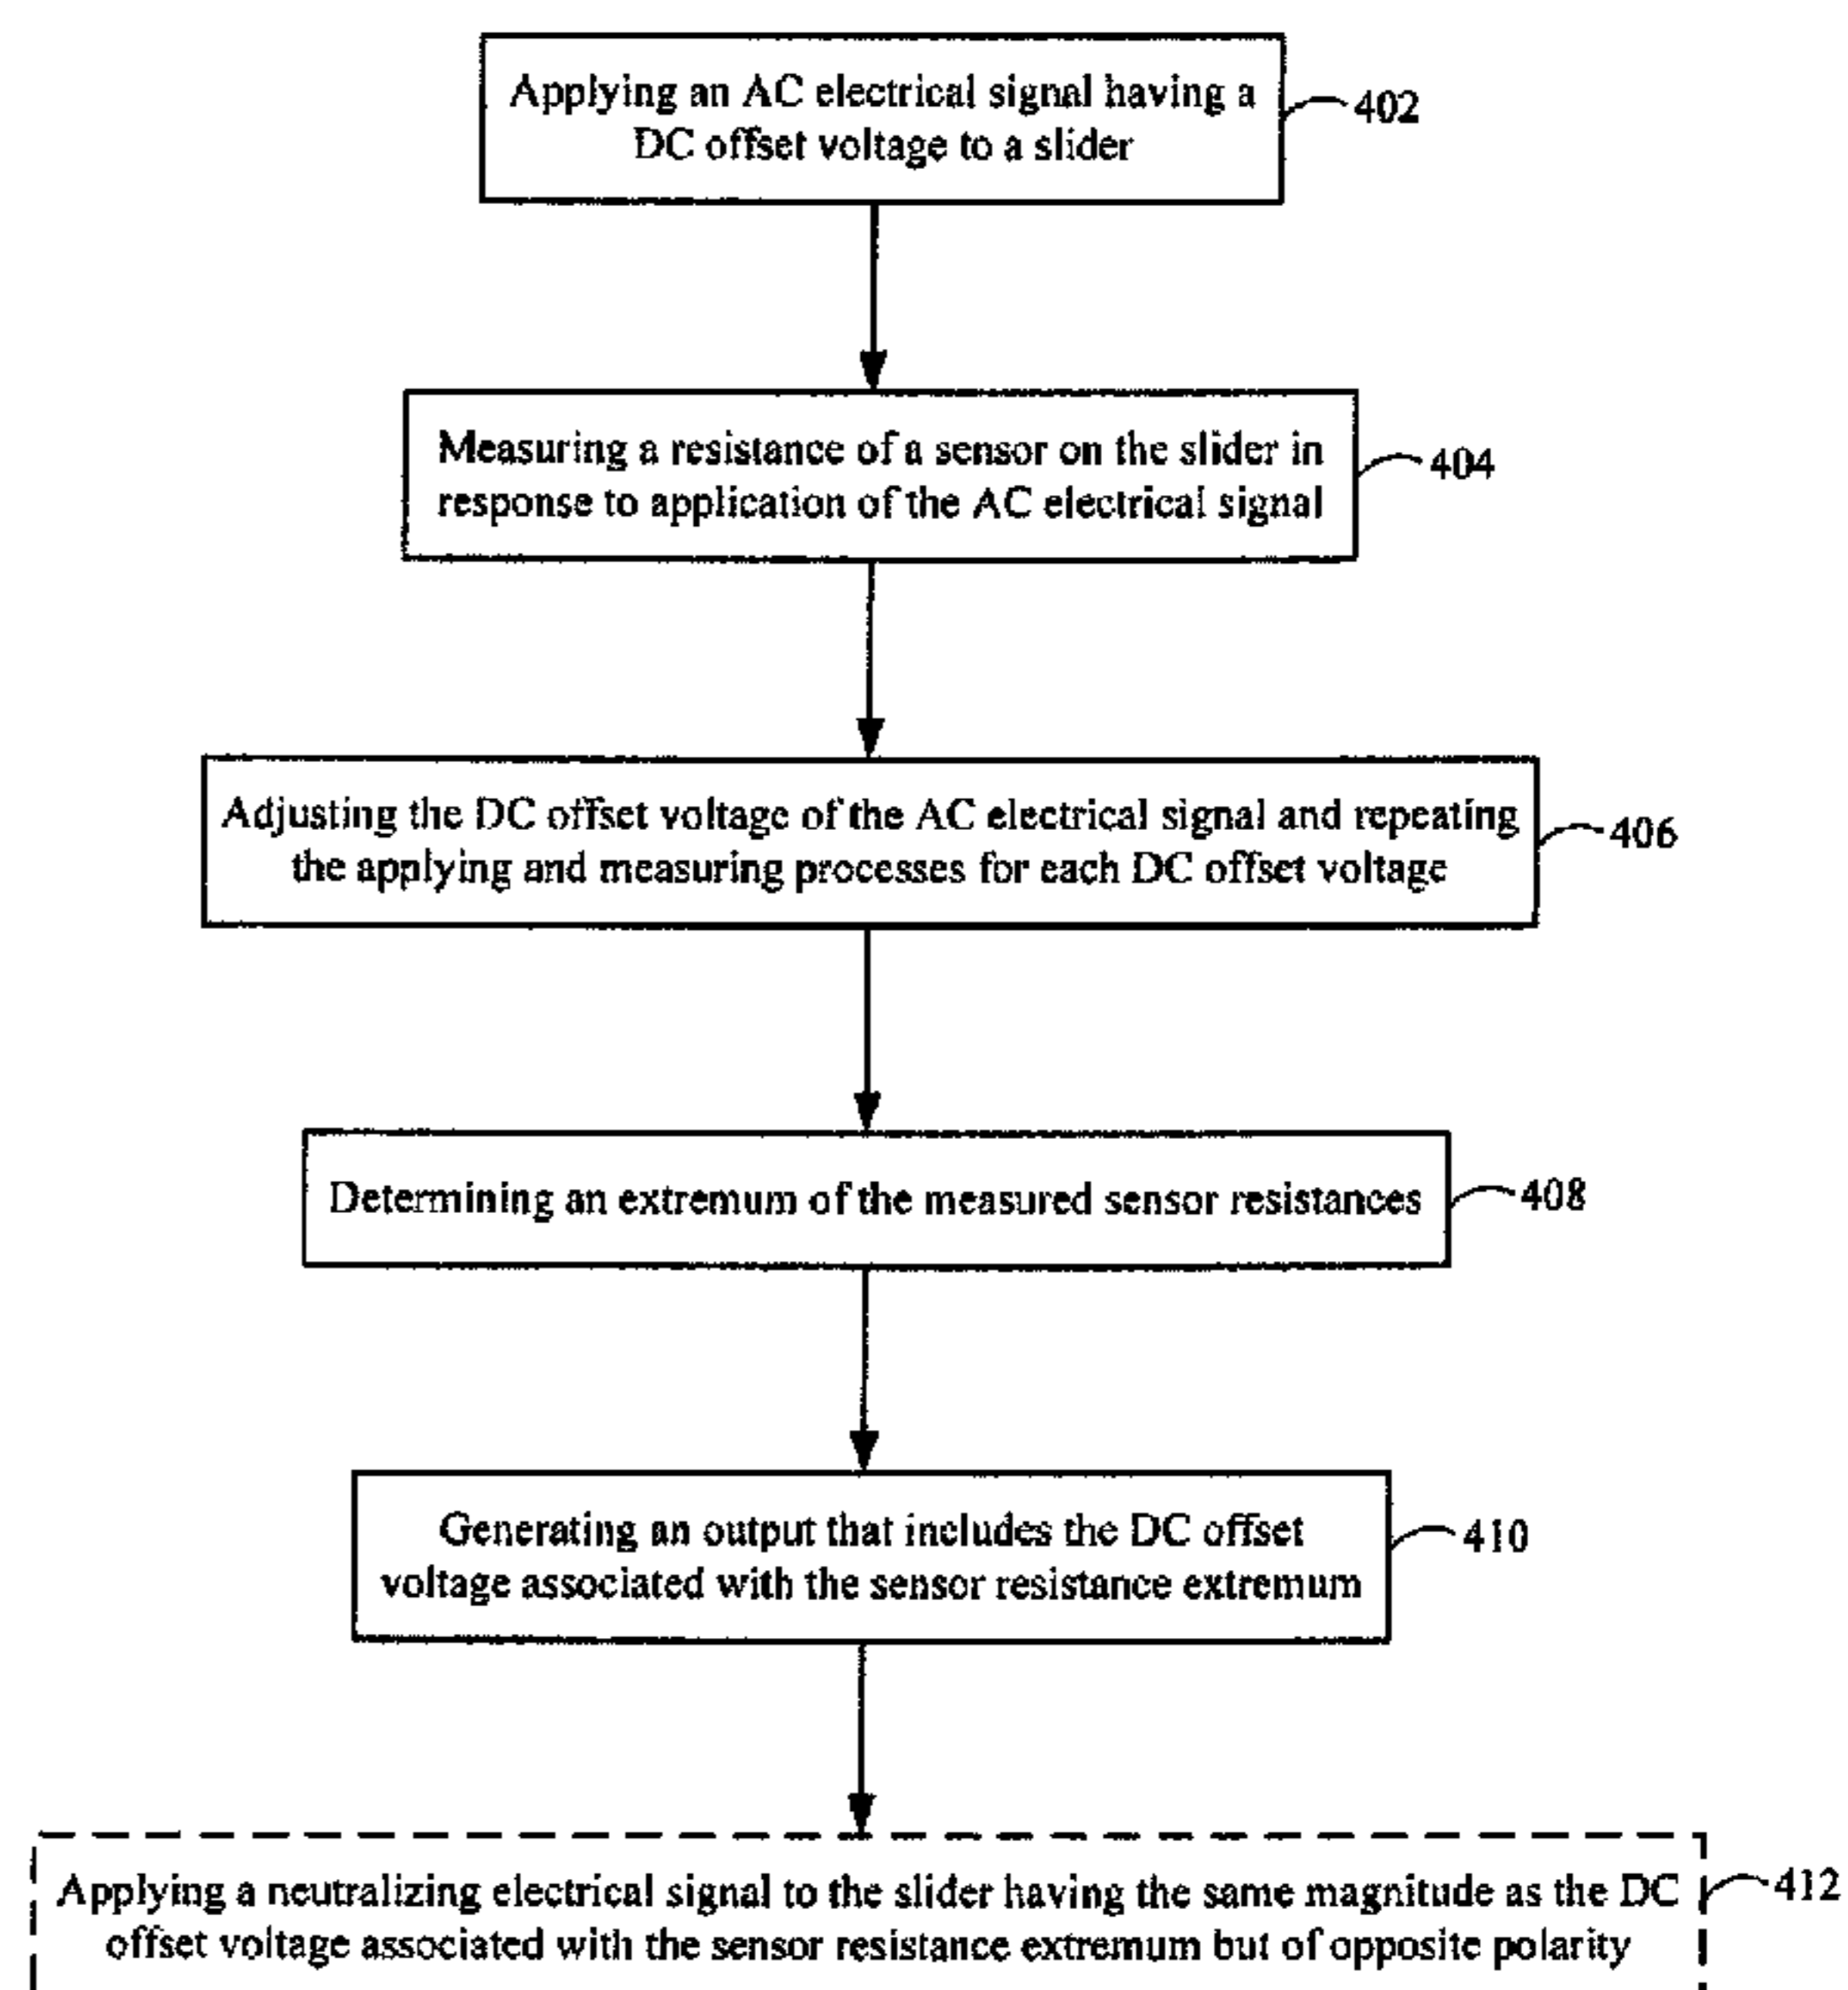 Applying an AC electrical signal having a
DC offset voltage to a slider
402
Measuring a resistance of a sensor on the slider in
response to application of the AC electrical signal
404
Adjusting the DC offset voltage of the AC electrical signal and repeating
the applying and measuring processes for each DC offset voltage
406
Determining an extremum of the measured sensor resistances
408
Generating an output that includes the DC offset
voltage associated with the sensor resistance extremum
410
Applying a neutralizing electrical signal to the slider having the same magnitude as the DC
offset voltage associated with the sensor resistance extremum but of opposite polarity
412